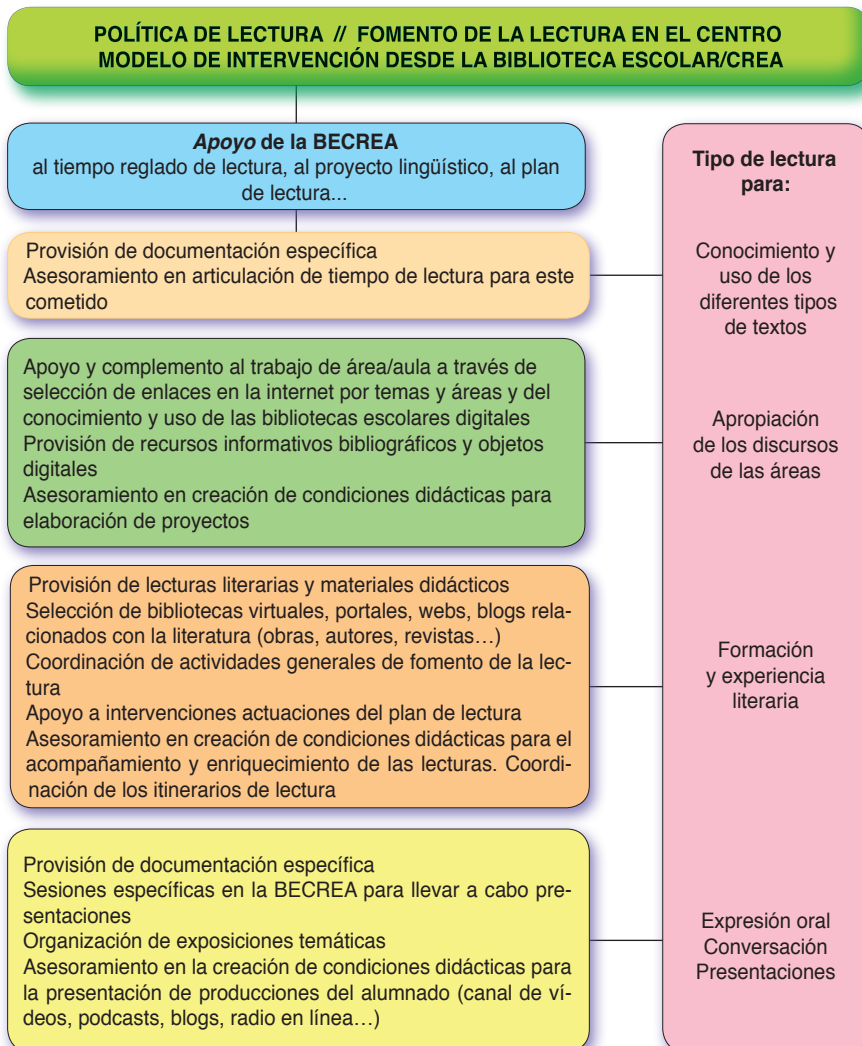 POLÍTICA DE LECTURA // FOMENTO DE LA LECTURA EN EL CENTRO
MODELO DE INTERVENCIÓN DESDE LA BIBLIOTECA ESCOLAR/CREA
Apoyo de la BECREA
al tiempo reglado de lectura, al proyecto lingüístico, al plan
de lectura...
Provisión de documentación específica
Asesoramiento en articulación de tiempo de lectura para este
cometido
Apoyo y complemento al trabajo de área/aula a través de
selección de enlaces en la internet por temas y áreas y del
conocimiento y uso de las bibliotecas escolares digitales
Provisión de recursos informativos bibliográficos y objetos
digitales
Asesoramiento en creación de condiciones didácticas para
elaboración de proyectos
Provisión de lecturas literarias y materiales didácticos
Selección de bibliotecas virtuales, portales, webs, blogs rela-
cionados con la literatura (obras, autores, revistas…)
Coordinación de actividades generales de fomento de la lec-
tura
Apoyo a intervenciones actuaciones del plan de lectura
Asesoramiento en creación de condiciones didácticas para el
acompañamiento y enriquecimiento de las lecturas. Coordi-
nación de los itinerarios de lectura
Provisión de documentación específica
Sesiones específicas en la BECREA para llevar a cabo pre-
sentaciones
Organización de exposiciones temáticas
Asesoramiento en la creación de condiciones didácticas para
la presentación de producciones del alumnado (canal de ví-
deos, podcasts, blogs, radio en línea…)
Tipo de lectura
para:
Conocimiento y
uso de los
diferentes tipos
de textos
Apropiación
de los discursos
de las áreas
Formación
y experiencia
literaria
Expresión oral
Conversación
Presentaciones